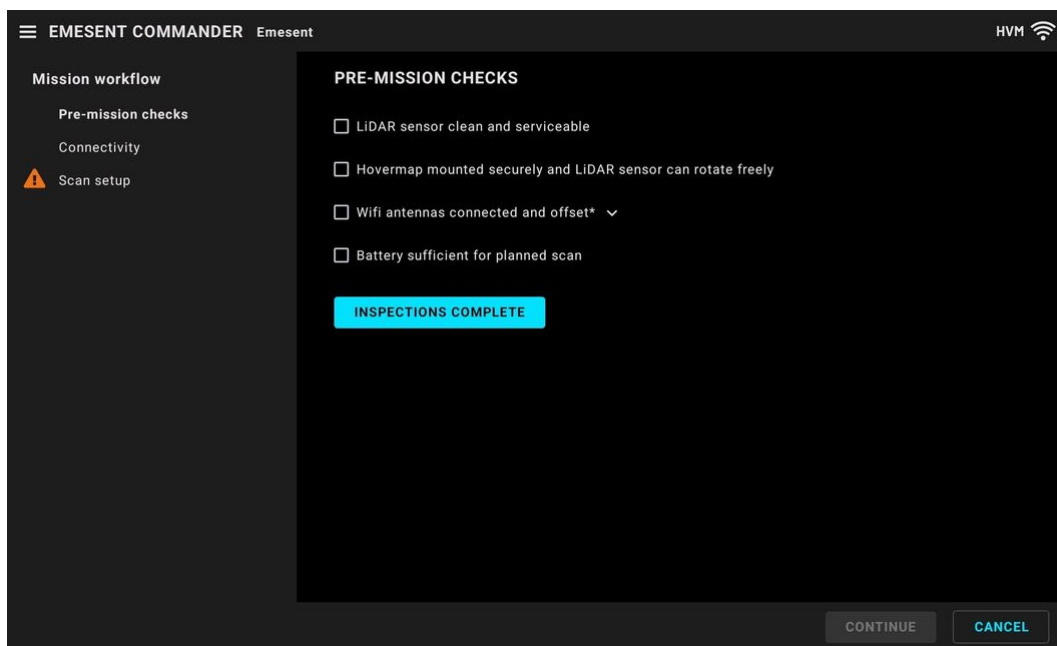 EMESENT COMMANDER Emesent
HVM
Mission workflow
Pre-mission checks
Connectivity
Scan setup
PRE-MISSION CHECKS
LiDAR sensor clean and serviceable
Hovermap mounted securely and LiDAR sensor can rotate freely
Wifi antennas connected and offset*
Battery sufficient for planned scan
INSPECTIONS COMPLETE
CONTINUE
CANCEL